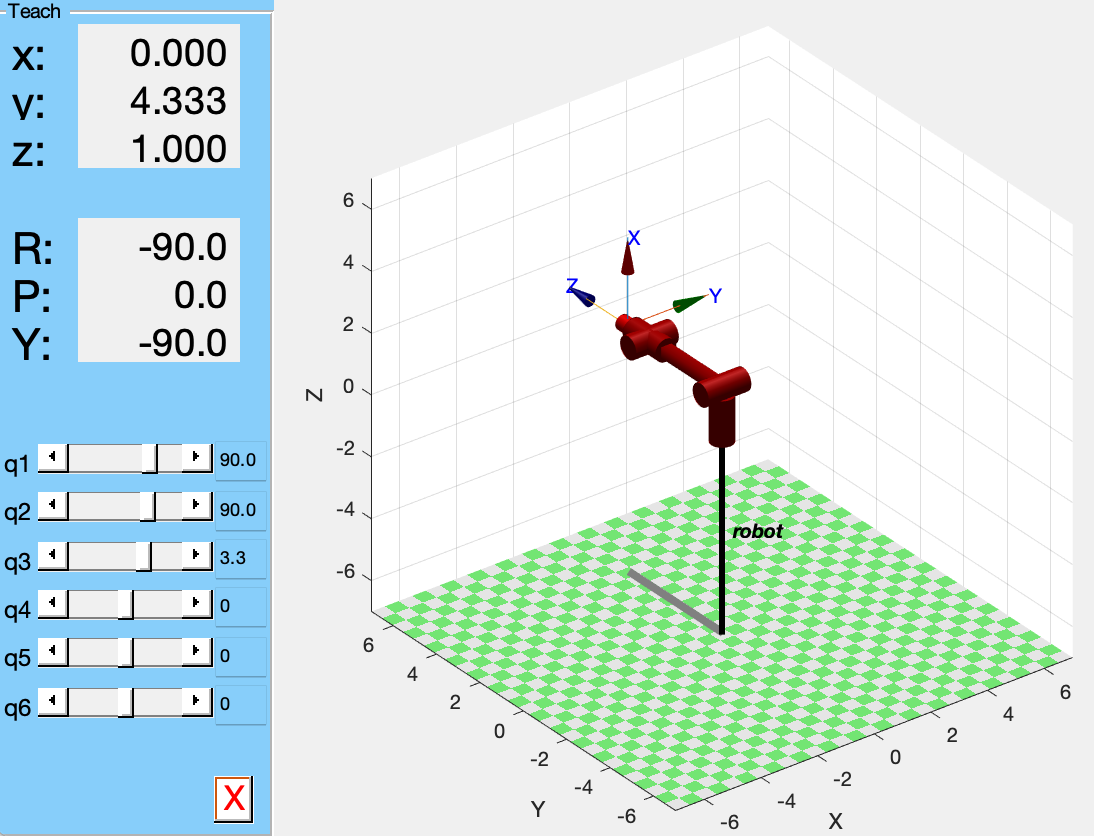 Teach
x: 0.000
y: 4.333
z: 1.000
R: -90.0
P: 0.0
Y: -90.0
q1 90.0
q2 90.0
q3 3.3
q4 0
q5 0
q6 0
X
6
4
2
0
-2
-4
-6
Z
X
Z
Y
robot
6
4
2
0
-2
-4
-6
Y
6
4
2
0
-2
-4
-6
X